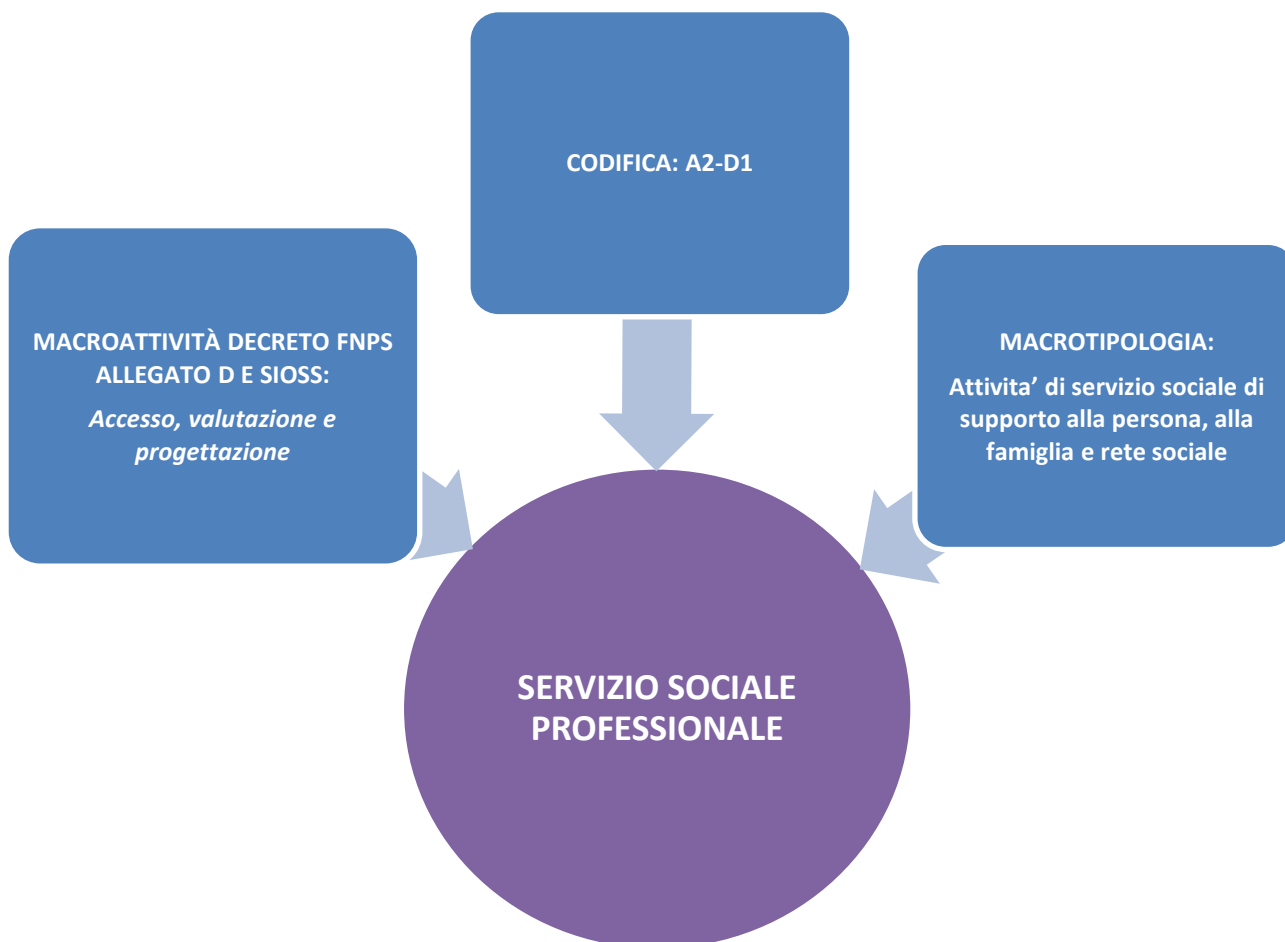 CODIFICA: A2-D1
MACROATTIVITÀ DECRETO FNPS
ALLEGATO D E SIOSS:
Accesso, valutazione e
progettazione
MACROTIPOLOGIA:
Attivita’ di servizio sociale di
supporto alla persona, alla
famiglia e rete sociale
SERVIZIO SOCIALE
PROFESSIONALE